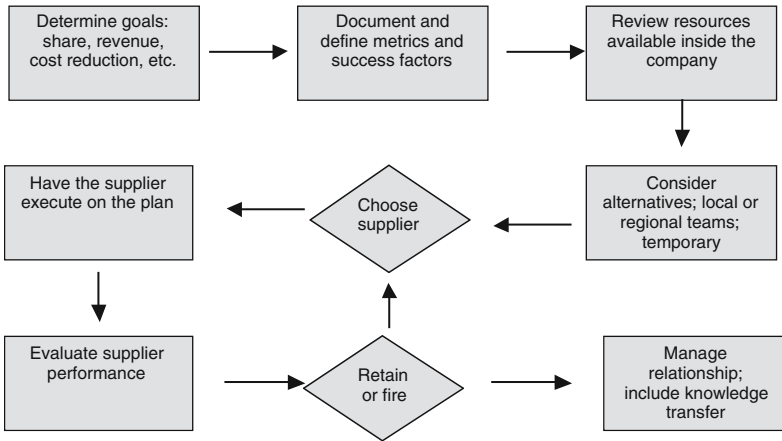 Determine goals:
share, revenue,
cost reduction, etc.
Document and
define metrics and
success factors
Review resources
available inside the
company
Have the supplier
execute on the plan
Choose
supplier
Consider
alternatives; local or
regional teams;
temporary
Evaluate supplier
performance
Retain
or fire
Manage
relationship;
include knowledge
transfer